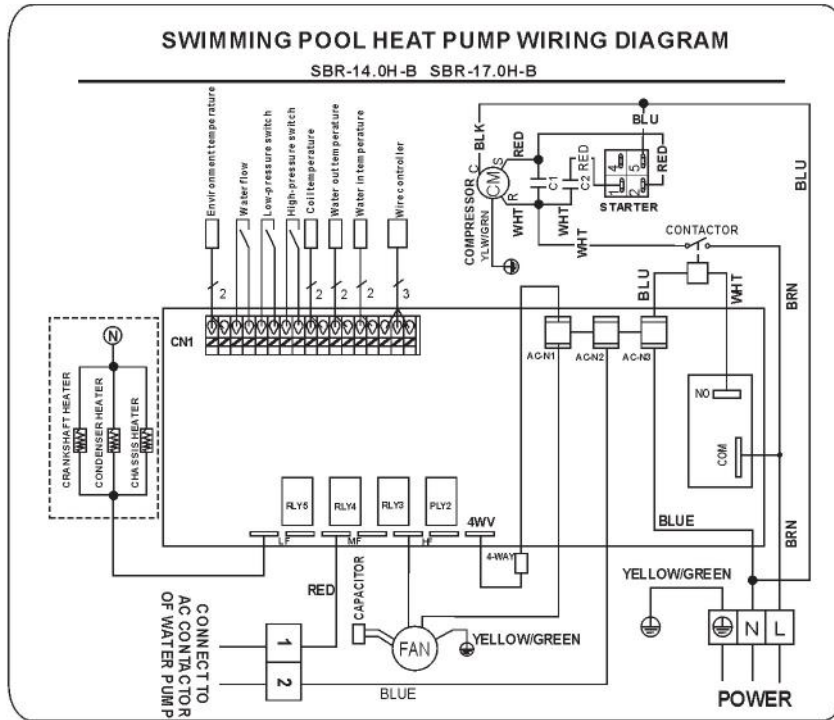 SWIMMING POOL HEAT PUMP WIRING DIAGRAM
SBR-14.0H-B SBR-17.0H-B
Environment temperature
Water flow
Low-pressure switch
High-pressure switch
Coil temperature
Water out temperature
Water in temperature
Wire controller
2
2
2
2
3
BLK
C
S
R
CM
COMPRESSOR
YLW/GRN
RED
WHT
C1
WHT
C2
RED
WHT
BLU
4
5
1
2
RED
STARTER
CONTACTOR
BLU
BLU
WHT
BRN
CN1
AC-N1
AC-N2
AC-N3
NO
COM
N
CRANKSHAFT HEATER
CONDENSER HEATER
CHASSIS HEATER
RLY5
RLY4
RLY3
PLY2
4WV
LF
MF
HF
4-WAY
BLUE
BRN
RED
CAPACITOR
FAN
YELLOW/GREEN
YELLOW/GREEN
N
L
POWER
CONNECT TO
AC CONTACTOR
OF WATER PUMP
1
2
BLUE